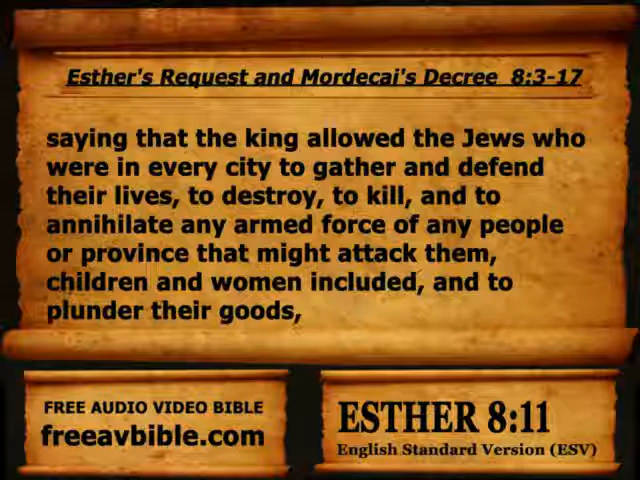 Esther's Request and Mordecai's Decree 8:3-17
saying that the king allowed the Jews who
were in every city to gather and defend
their lives, to destroy, to kill, and to
annihilate any armed force of any people
or province that might attack them,
children and women included, and to
plunder their goods,
FREE AUDIO VIDEO BIBLE
freeavbible.com
ESTHER 8:11
English Standard Version (ESV)